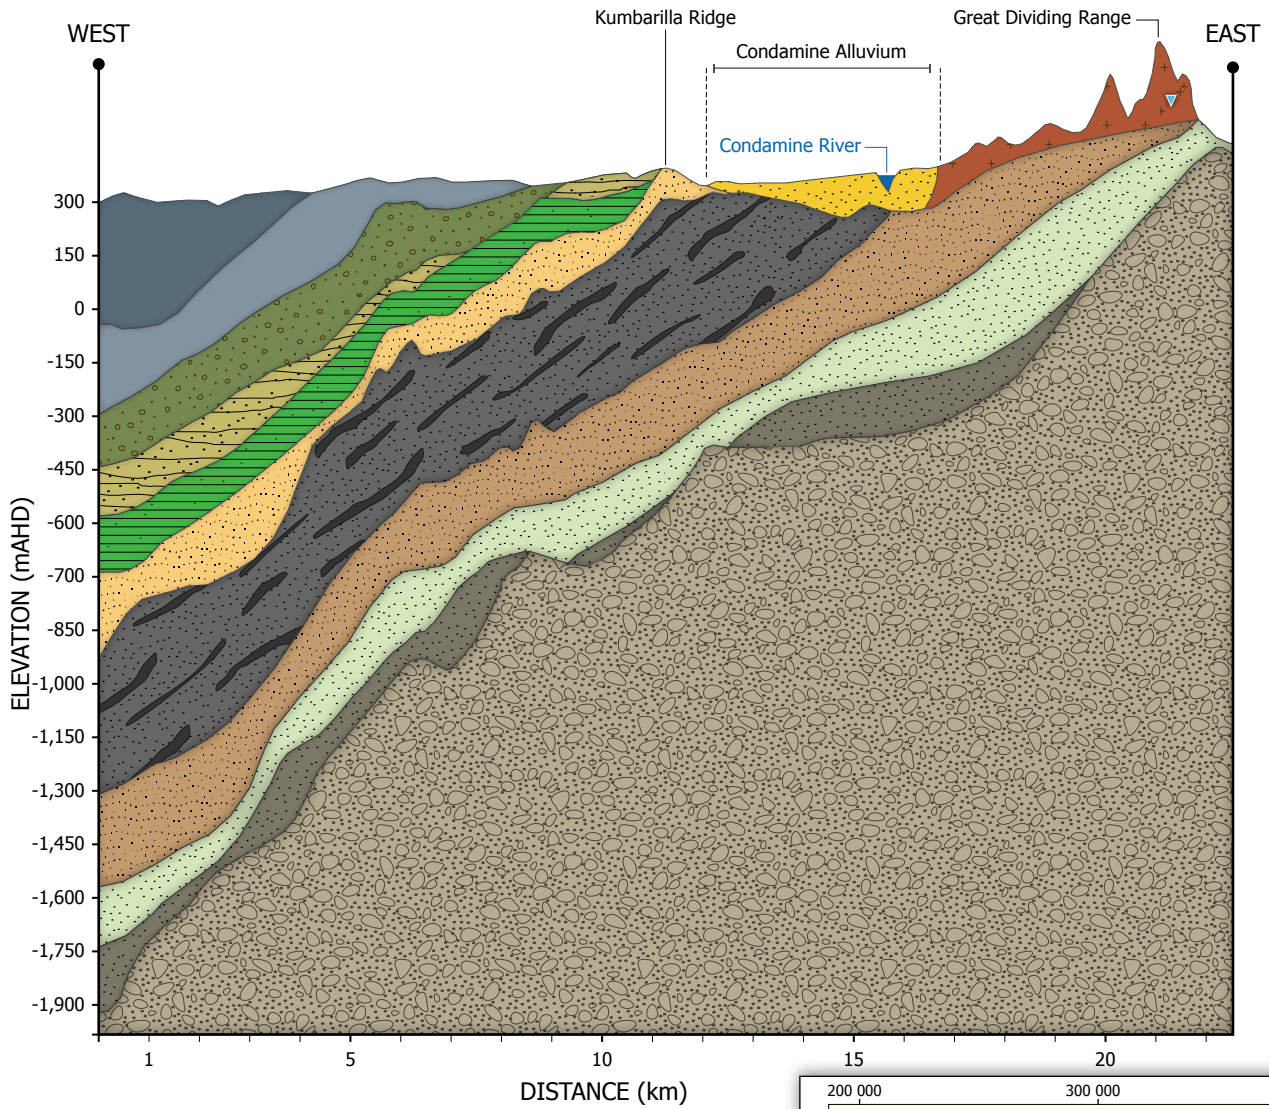 Kumbarilla Ridge
Great Dividing Range
WEST
EAST
Condamine Alluvium
Condamine River
300
150
0
-150
-300
-450
-600
-700
-850
-1,000
-1,150
-1,300
-1,450
-1,600
-1,750
-1,900
ELEVATION (mAHD)
1
5
10
15
20
DISTANCE (km)
200 000
300 000